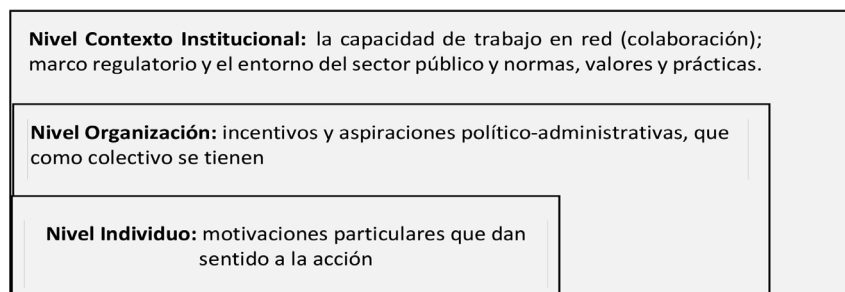 Nivel Contexto Institucional: la capacidad de trabajo en red (colaboración);
marco regulatorio y el entorno del sector público y normas, valores y prácticas.
Nivel Organización: incentivos y aspiraciones político-administrativas, que
como colectivo se tienen
Nivel Individuo: motivaciones particulares que dan
sentido a la acción